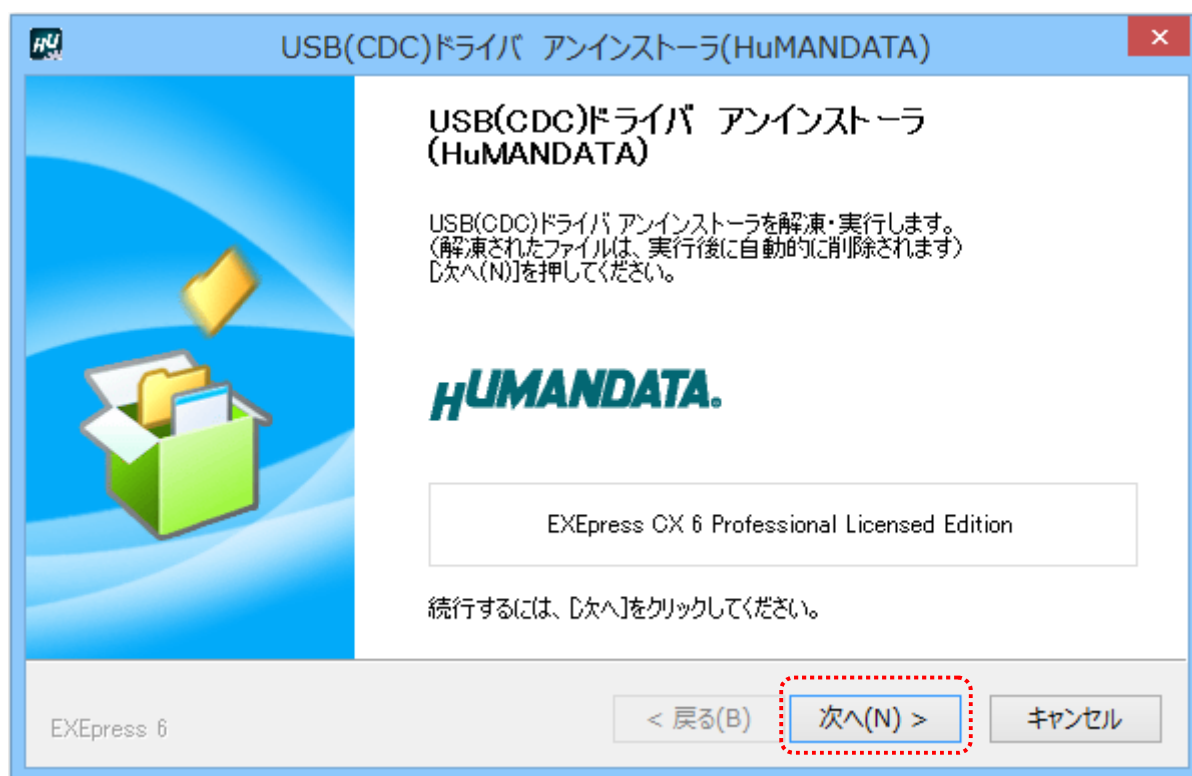 USB(CDC)ドライバ アンインストーラ(HuMANDATA)
USB(CDC)ドライバ アンインストーラ
(HuMANDATA)
USB(CDC)ドライバ アンインストーラを解凍・実行します。
(解凍されたファイルは、実行後に自動的に削除されます)
[次へ(N)]を押してください。
HUMANDATA.
EXEpress CX 6 Professional Licensed Edition
続行するには、[次へ]をクリックしてください。
EXEpress 6
< 戻る(B) 次へ(N) > キャンセル